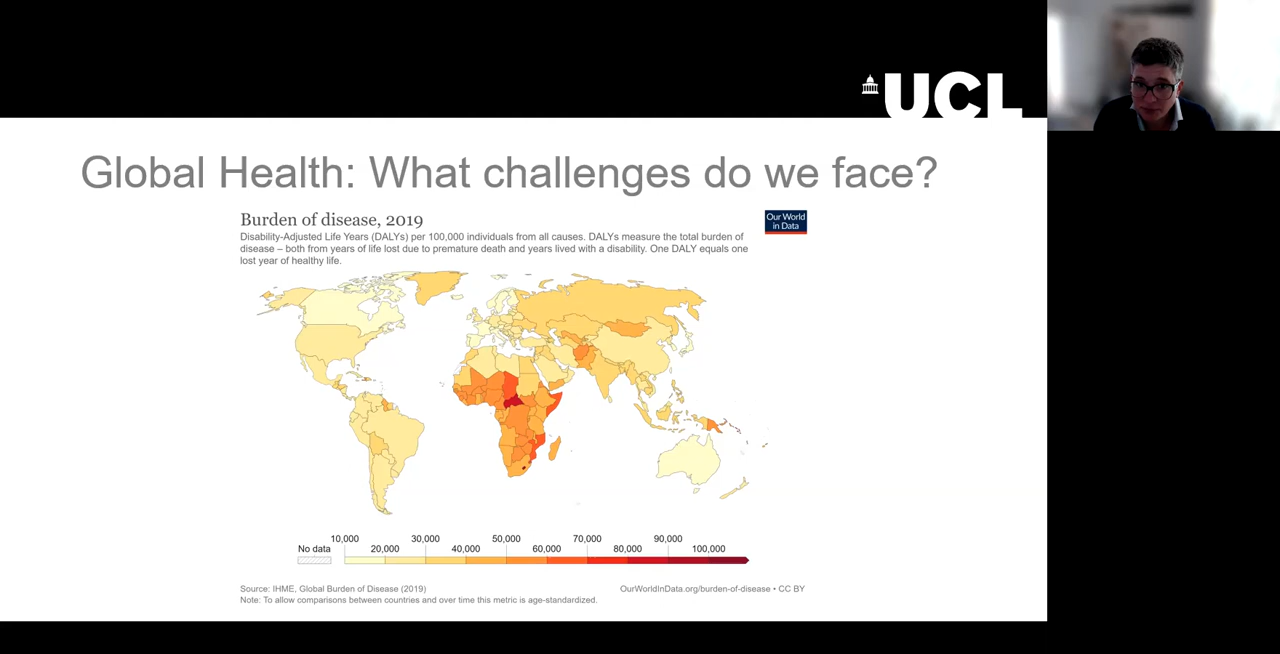 UCL
Global Health: What challenges do we face?
Burden of disease, 2019
Our World
in Data
Disability-Adjusted Life Years (DALYs) per 100,000 individuals from all causes. DALYs measure the total burden of
disease – both from years of life lost due to premature death and years lived with a disability. One DALY equals one
lost year of healthy life.
No data
10,000
20,000
30,000
40,000
50,000
60,000
70,000
80,000
90,000
100,000
Source: IHME, Global Burden of Disease (2019)
OurWorldInData.org/burden-of-disease • CC BY
Note: To allow comparisons between countries and over time this metric is age-standardized.